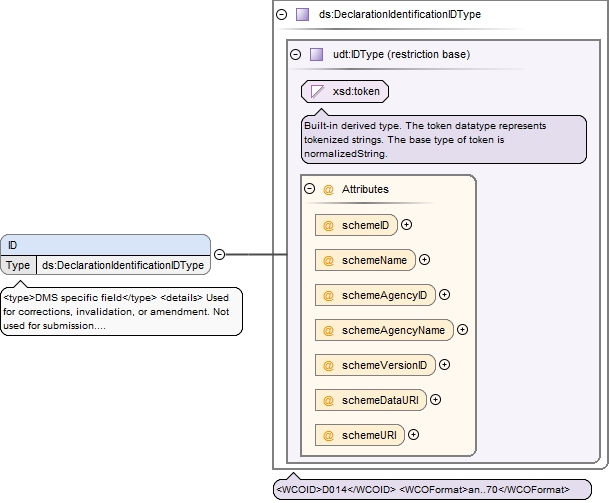 ds:DeclarationIdentificationIDType
udt:IDType (restriction base)
xsd:token
Built-in derived type. The token datatype represents
tokenized strings. The base type of token is
normalizedString.
@ Attributes
@ schemeID
@ schemeName
@ schemeAgencyID
@ schemeAgencyName
@ schemeVersionID
@ schemeDataURI
@ schemeURI
ID
Type ds:DeclarationIdentificationIDType
<type>DMS specific field</type> <details> Used
for corrections, invalidation, or amendment. Not
used for submission....
<WCOID>D014</WCOID> <WCOFormat>an..70</WCOFormat>